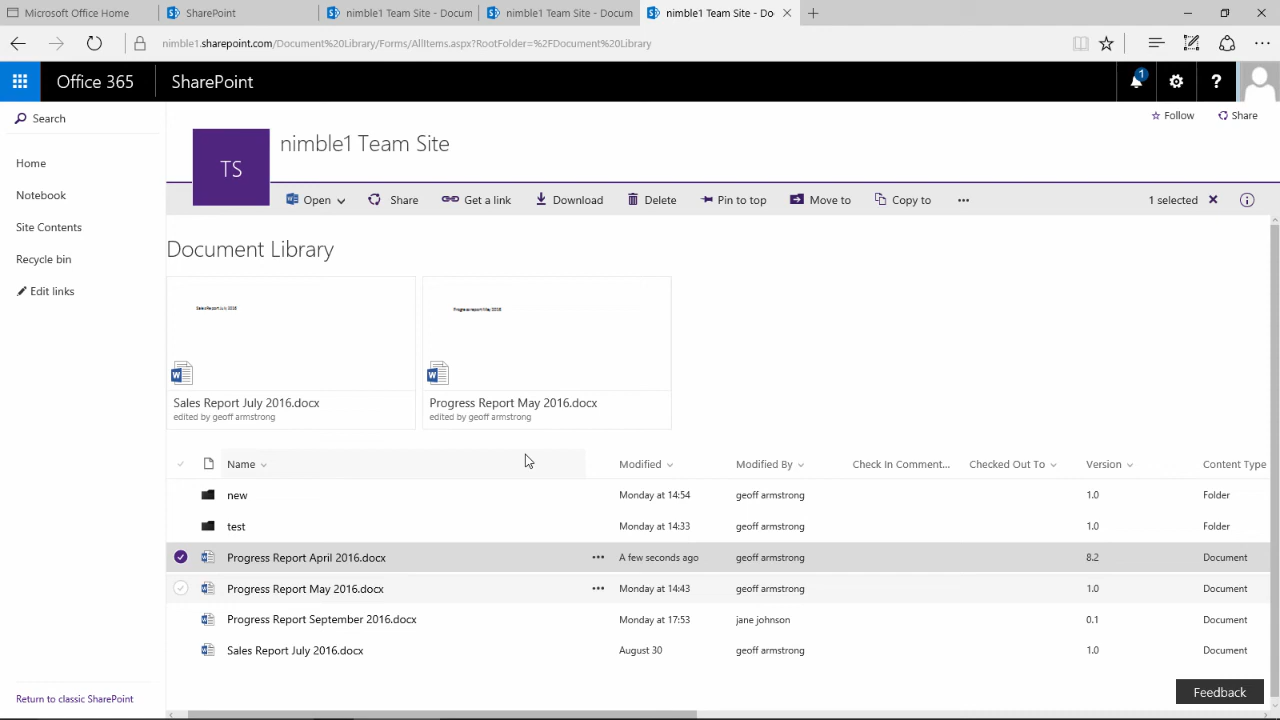 Microsoft Office Home
nimble1 Team Site - Docum
nimble1 Team Site - Docum
nimble1 Team Site - Do
nimble1.sharepoint.com/Document%20Library/Forms/AllItems.aspx?RootFolder=%2FDocument%20Library
Office 365
SharePoint
1
?
Search
Follow
Share
Home
Notebook
Site Contents
Recycle bin
Edit links
TS
nimble1 Team Site
Open
Share
Get a link
Download
Delete
Pin to top
Move to
Copy to
1 selected
Document Library
Sales Report July 2016
Progress Report May 2016
Sales Report July 2016.docx
edited by geoff armstrong
Progress Report May 2016.docx
edited by geoff armstrong
Name Modified Modified By Check In Comment... Checked Out To Version Content Type
new Monday at 14:54 geoff armstrong 1.0 Folder
test Monday at 14:33 geoff armstrong 1.0 Folder
Progress Report April 2016.docx A few seconds ago geoff armstrong 8.2 Document
Progress Report May 2016.docx Monday at 14:43 geoff armstrong 1.0 Document
Progress Report September 2016.docx Monday at 17:53 jane johnson 0.1 Document
Sales Report July 2016.docx August 30 geoff armstrong 1.0 Document
Return to classic SharePoint
Feedback